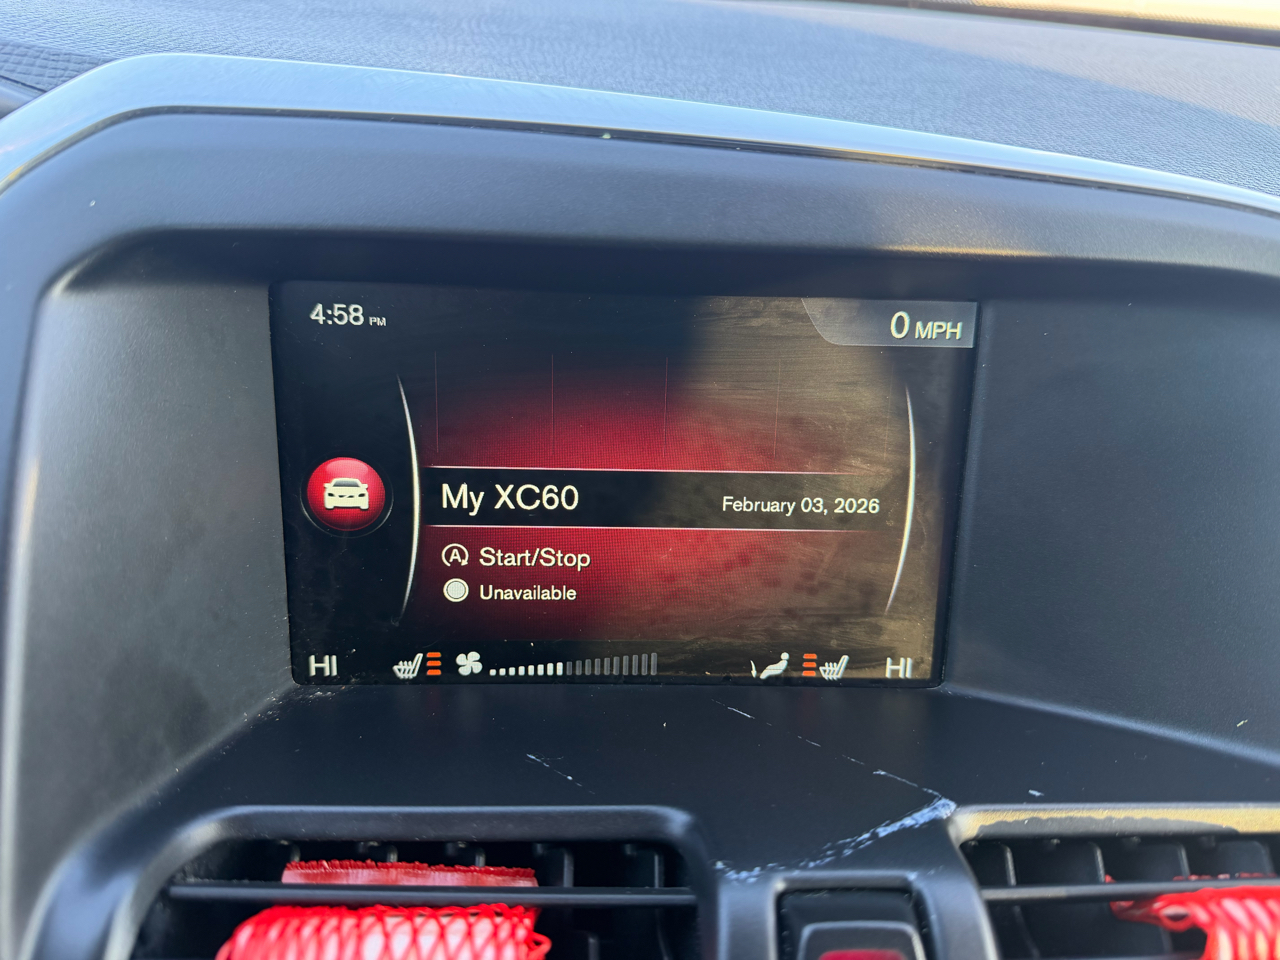 4:58 PM
0 MPH
My XC60
February 03, 2026
A Start/Stop
Unavailable
HI
HI